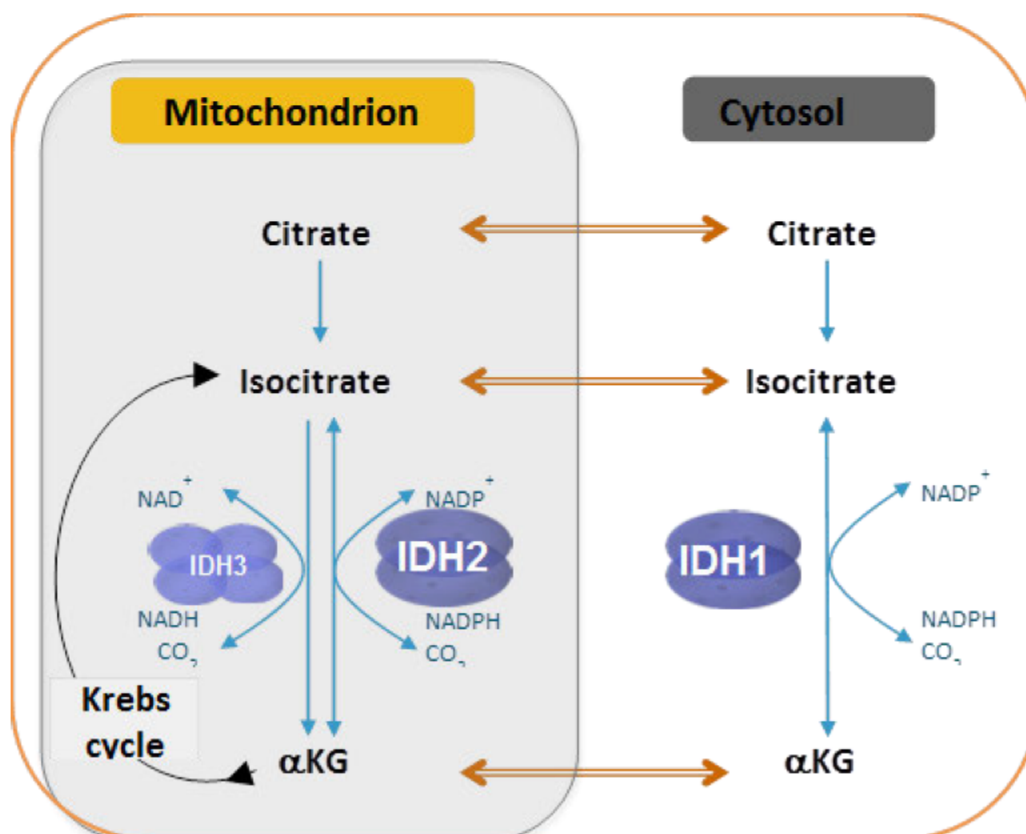 Mitochondrion
Cytosol
Citrate
Citrate
Isocitrate
Isocitrate
NAD+
NADP+
NADP+
IDH3
IDH2
IDH1
NADH
CO2
NADPH
CO2
NADPH
CO2
Krebs
cycle
αKG
αKG